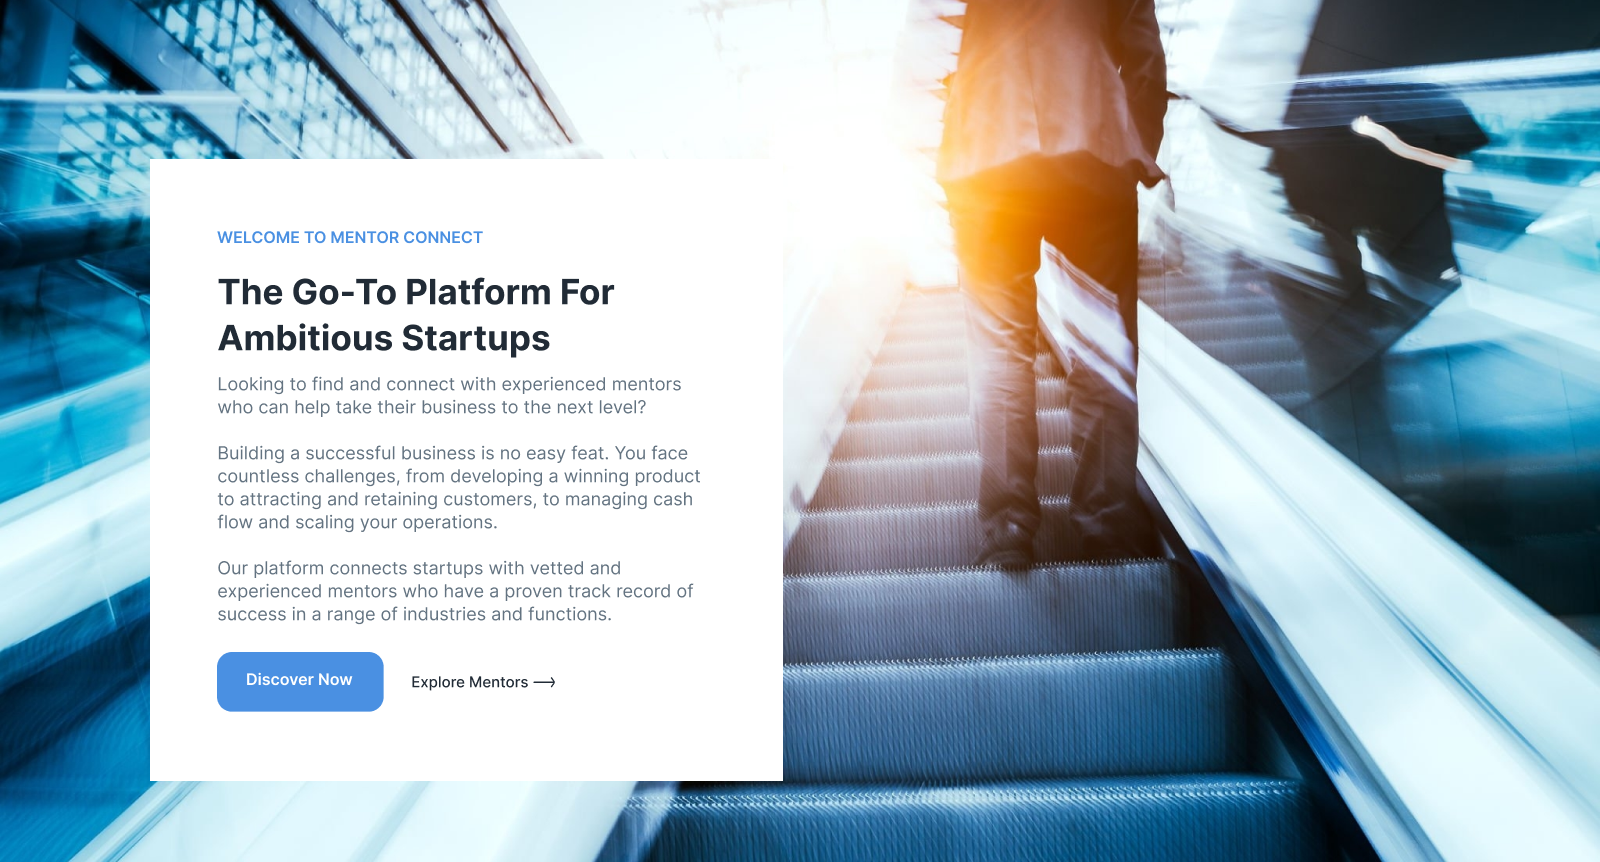 WELCOME TO MENTOR CONNECT
The Go-To Platform For
Ambitious Startups
Looking to find and connect with experienced mentors
who can help take their business to the next level?
Building a successful business is no easy feat. You face
countless challenges, from developing a winning product
to attracting and retaining customers, to managing cash
flow and scaling your operations.
Our platform connects startups with vetted and
experienced mentors who have a proven track record of
success in a range of industries and functions.
Discover Now
Explore Mentors →